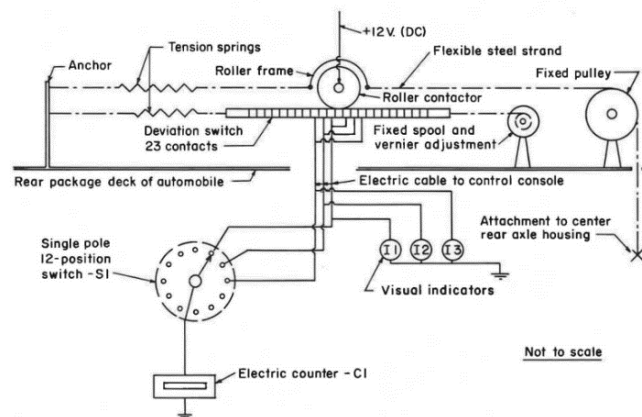 +12V. (DC)
Tension springs
Flexible steel strand
Anchor
Roller frame
Fixed pulley
Roller contactor
Deviation switch
23 contacts
Fixed spool and
vernier adjustment
Rear package deck of automobile
Electric cable to control console
Single pole
12-position
switch -S1
Attachment to center
rear axle housing
I1 I2 I3
Visual indicators
Not to scale
Electric counter -C1